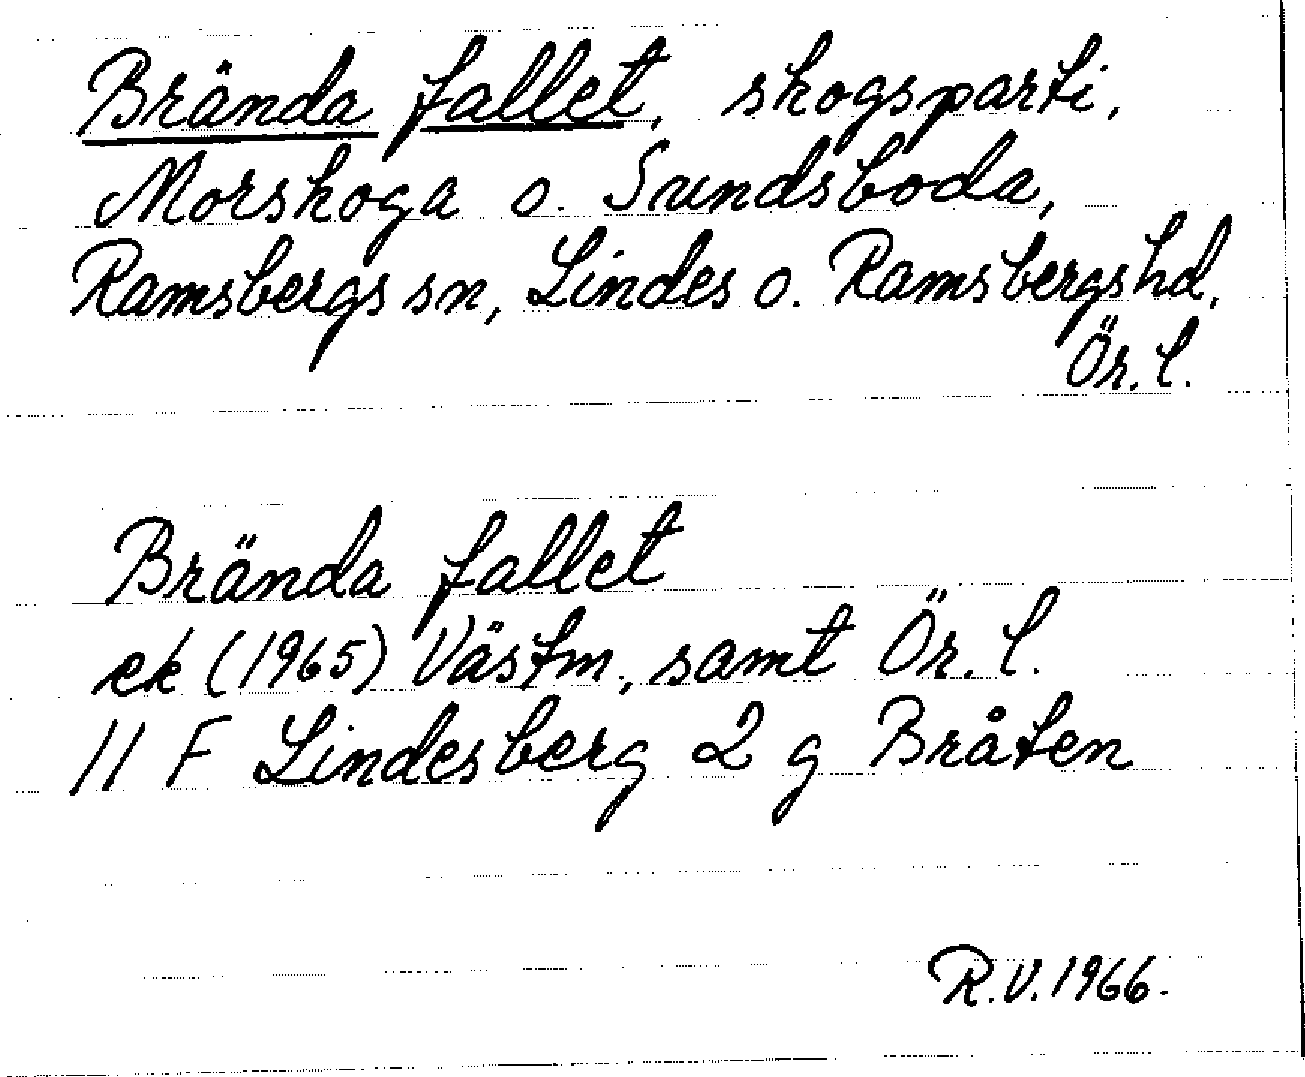 Brända fallet, skogsparti,
Morskoga o. Sundsboda,
Ramsbergs sn, Lindes o. Ramsbergs hd,
Ör. l.
Brända fallet
ek (1965) Västm. samt Ör. l.
11 F Lindesberg 2 g Bråten
R.V. 1966.